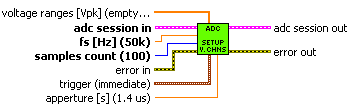 voltage ranges [Vpk] (empty...
adc session in
fs [Hz] (50k)
samples count (100)
error in
trigger (immediate)
apperture [s] (1.4 us)
ADC
SETUP
V.CHNS
adc session out
error out